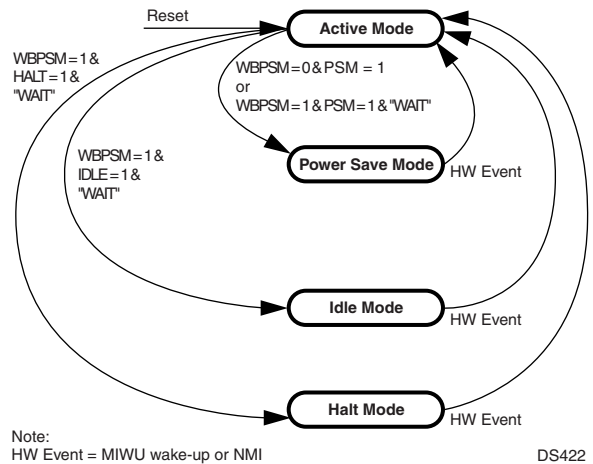 Reset
Active Mode
WBPSM=1&
HALT=1&
"WAIT"
WBPSM=0&PSM = 1
or
WBPSM=1&PSM=1&"WAIT"
WBPSM=1&
IDLE=1&
"WAIT"
Power Save Mode
HW Event
Idle Mode
HW Event
Halt Mode
HW Event
Note:
HW Event = MIWU wake-up or NMI
DS422